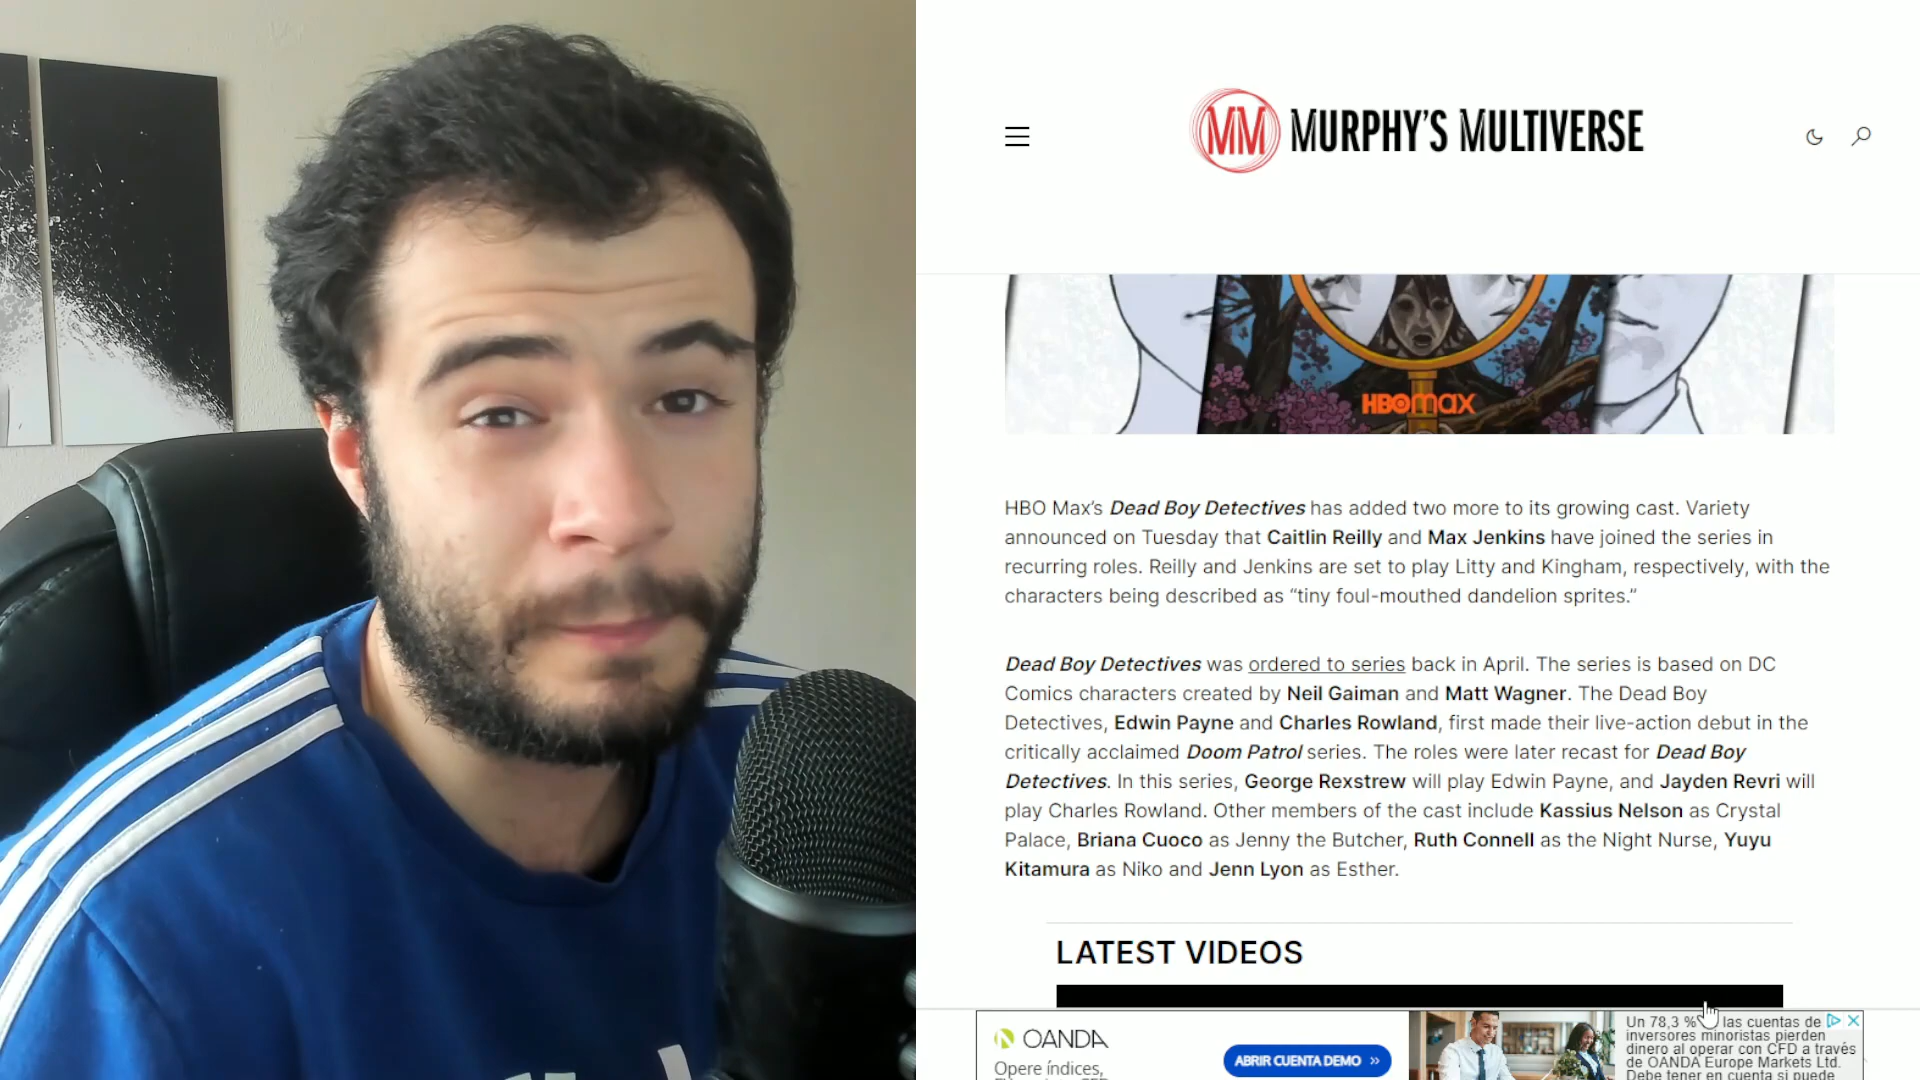 MM MURPHY'S MULTIVERSE
HBOMAX
HBO Max's Dead Boy Detectives has added two more to its growing cast. Variety
announced on Tuesday that Caitlin Reilly and Max Jenkins have joined the series in
recurring roles. Reilly and Jenkins are set to play Litty and Kingham, respectively, with the
characters being described as “tiny foul-mouthed dandelion sprites.”
Dead Boy Detectives was ordered to series back in April. The series is based on DC
Comics characters created by Neil Gaiman and Matt Wagner. The Dead Boy
Detectives, Edwin Payne and Charles Rowland, first made their live-action debut in the
critically acclaimed Doom Patrol series. The roles were later recast for Dead Boy
Detectives. In this series, George Rexstrew will play Edwin Payne, and Jayden Revri will
play Charles Rowland. Other members of the cast include Kassius Nelson as Crystal
Palace, Briana Cuoco as Jenny the Butcher, Ruth Connell as the Night Nurse, Yuyu
Kitamura as Niko and Jenn Lyon as Esther.
LATEST VIDEOS
OANDA
Opere índices,
ABRIR CUENTA DEMO »
Un 78,3 % las cuentas de
inversores minoristas pierden
dinero al operar con CFD a través
de OANDA Europe Markets Ltd.
Debe tener en cuenta si puede